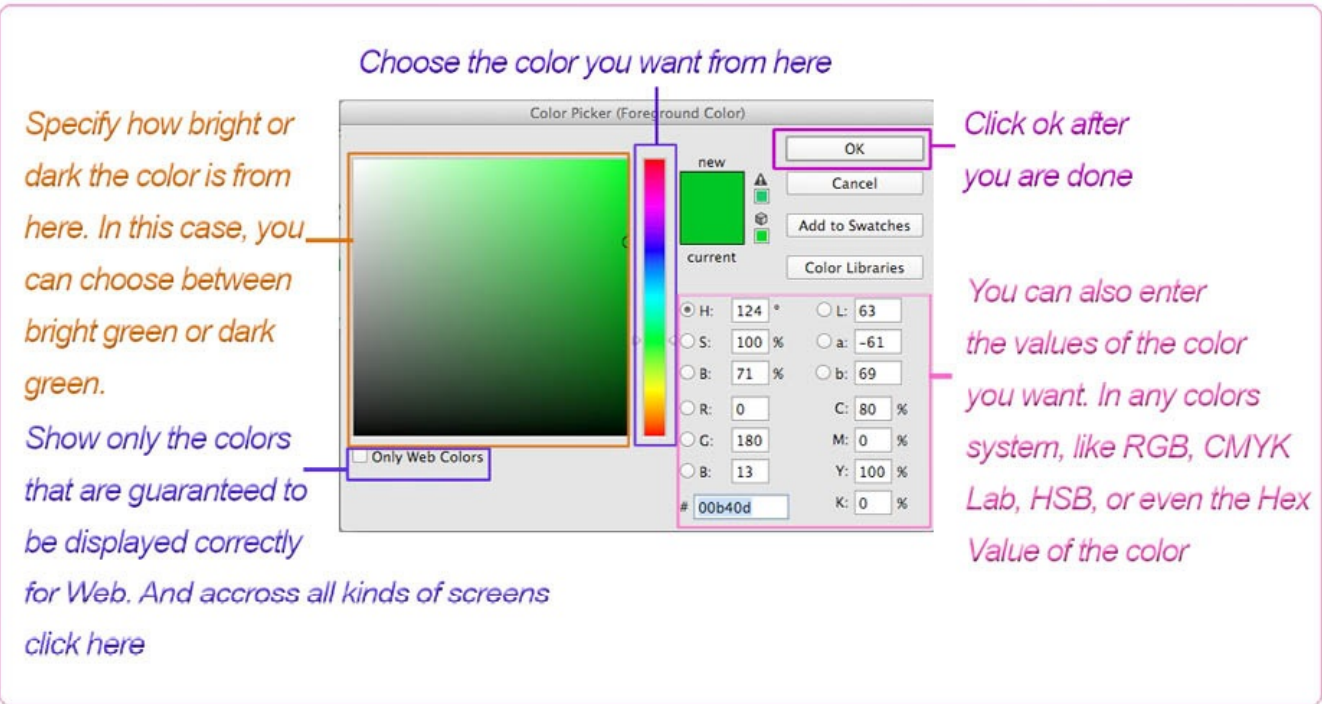 Choose the color you want from here
Specify how bright or
dark the color is from
here. In this case, you
can choose between
bright green or dark
green.
Show only the colors
that are guaranteed to
be displayed correctly
for Web. And accross all kinds of screens
click here
Color Picker (Foreground Color)
new
current
OK
Cancel
Add to Swatches
Color Libraries
H: 124 °
L: 63
S: 100 %
a: -61
B: 71 %
b: 69
R: 0
C: 80 %
G: 180
M: 0 %
B: 13
Y: 100 %
# 00b40d
K: 0 %
Only Web Colors
Click ok after
you are done
You can also enter
the values of the color
you want. In any colors
system, like RGB, CMYK
Lab, HSB, or even the Hex
Value of the color